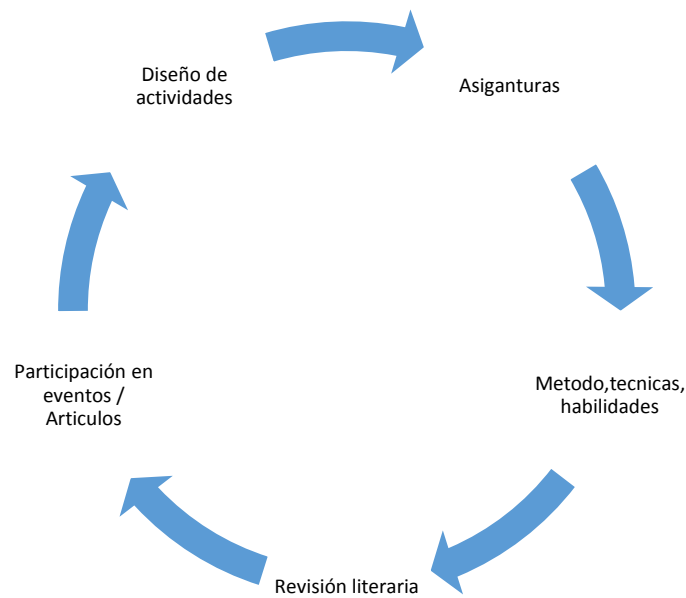 Diseño de
actividades
Asiganturas
Metodo,tecnicas,
habilidades
Revisión literaria
Participación en
eventos /
Articulos